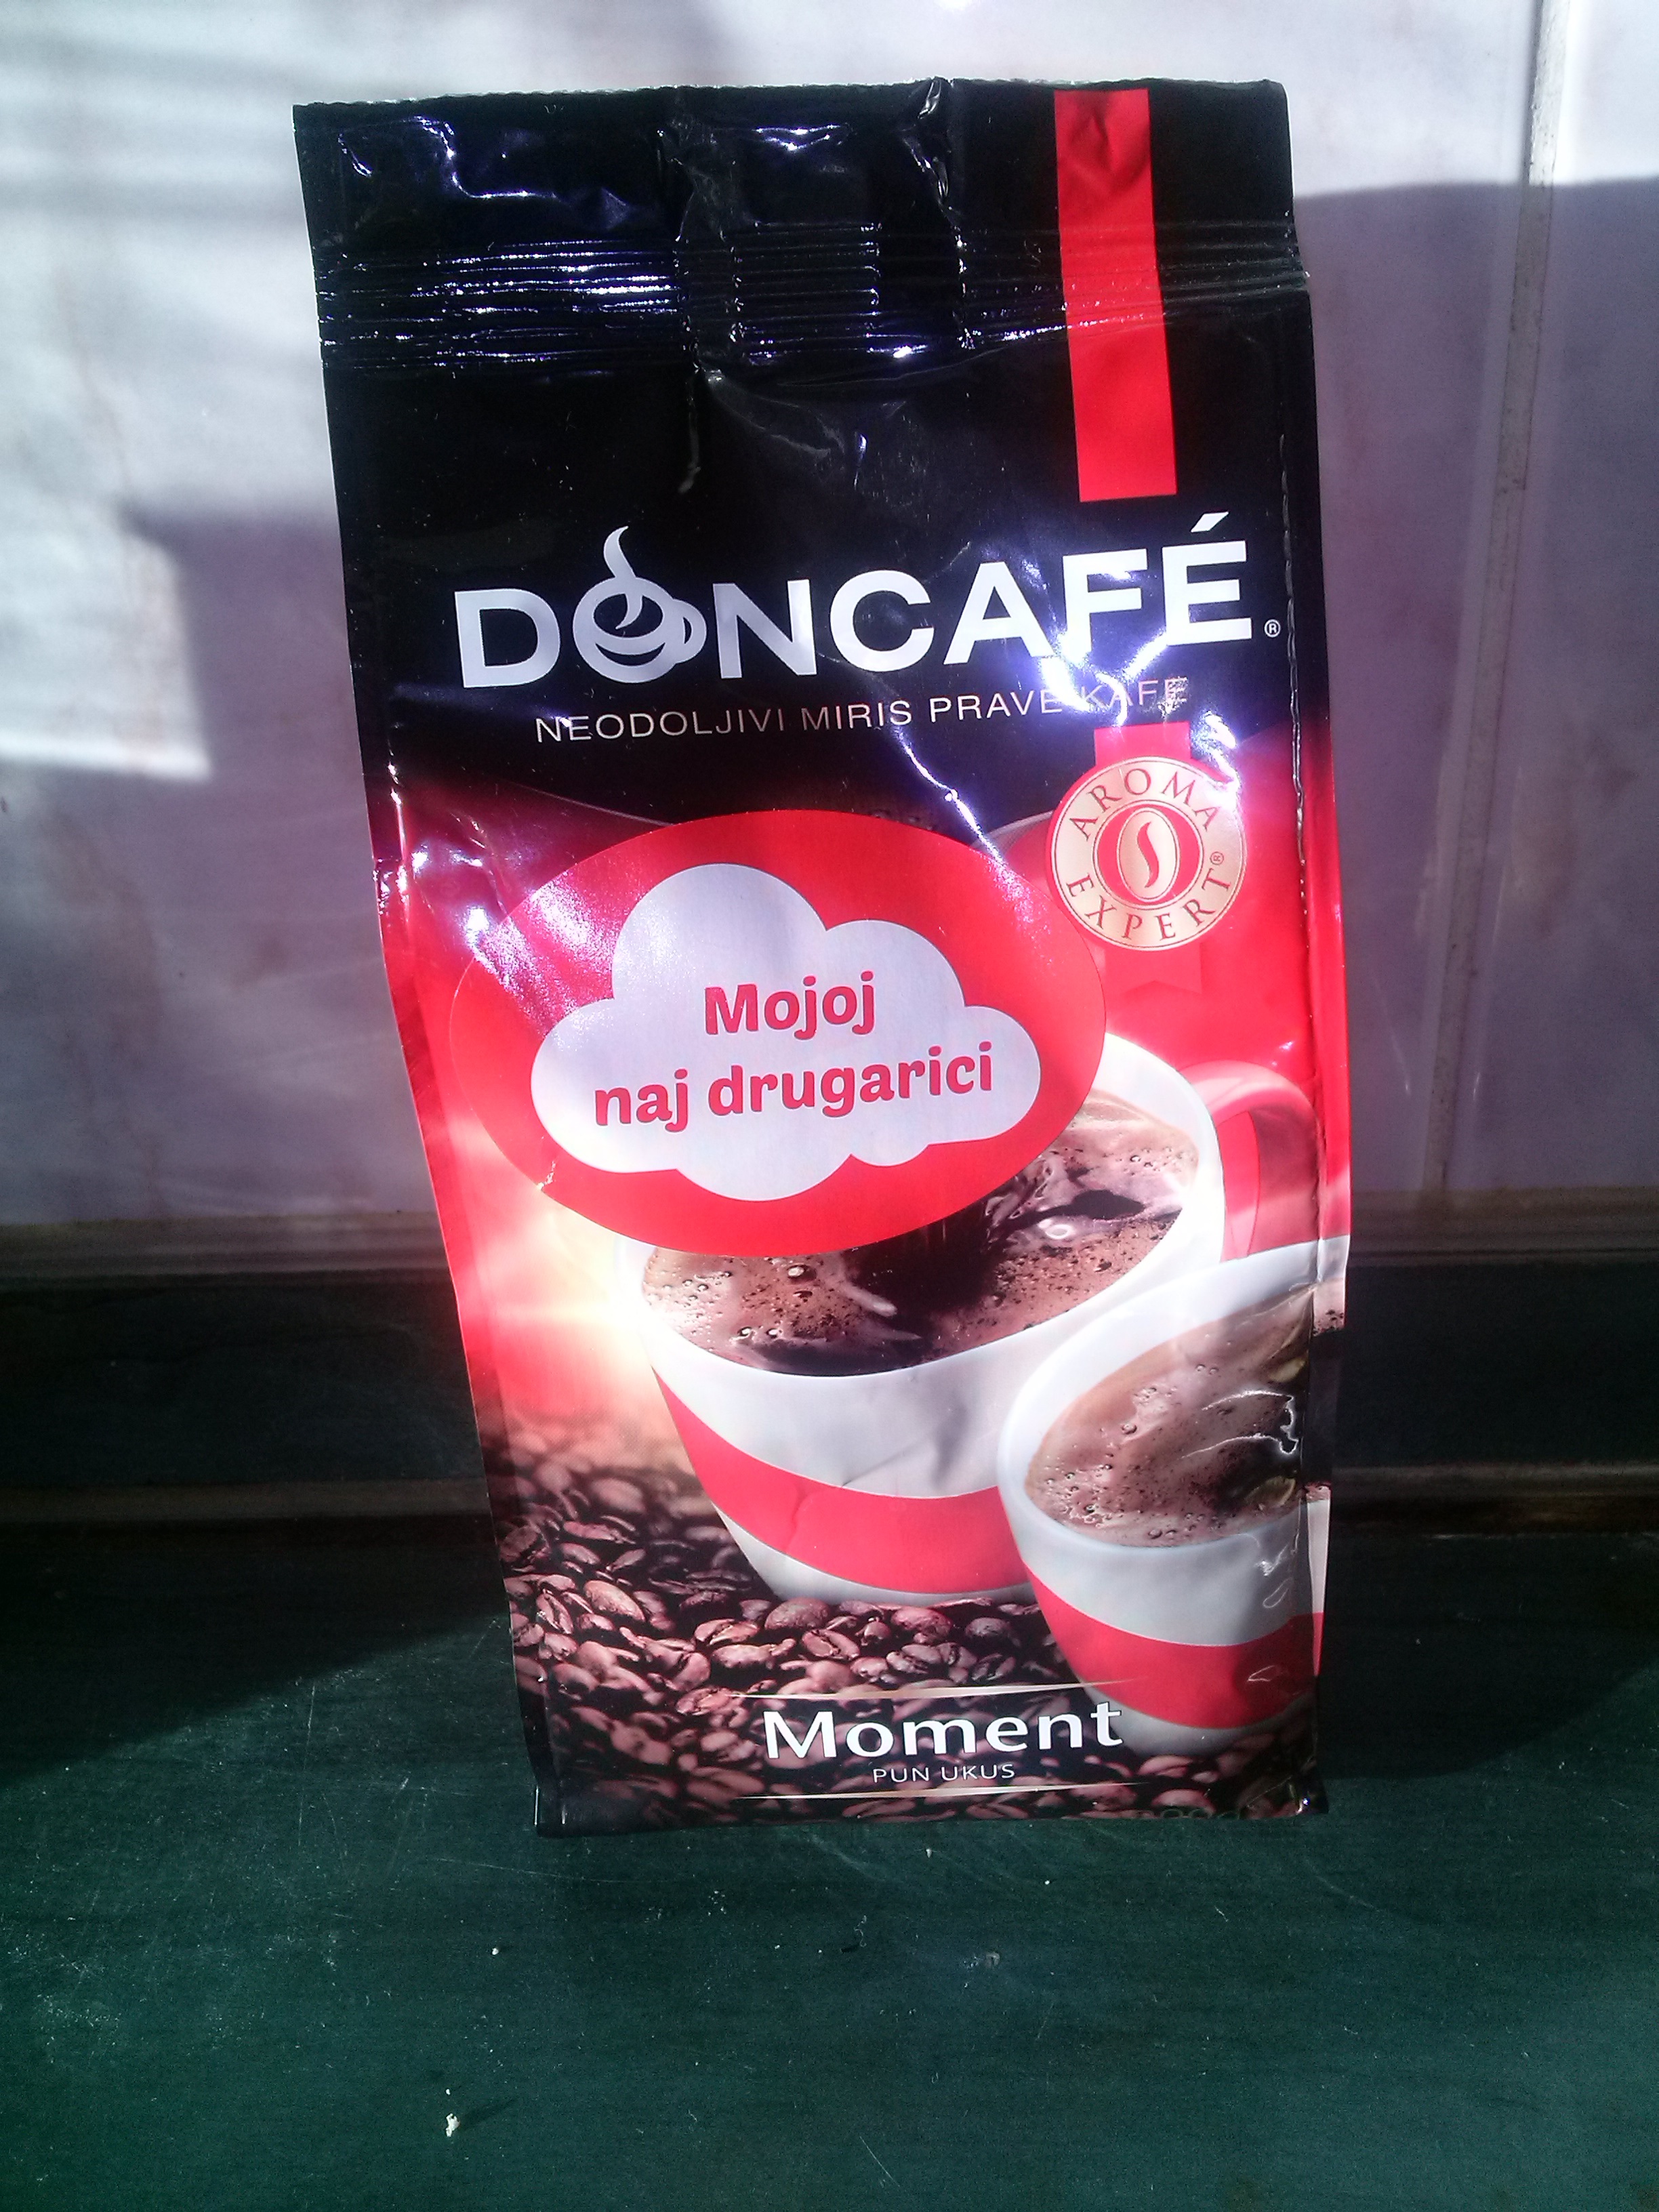 DONCAFÉ®
NEODOLJIVI MIRIS PRAVE KAFE
AROMA
EXPERT®
Mojoj
naj drugarici
Moment
PUN UKUS